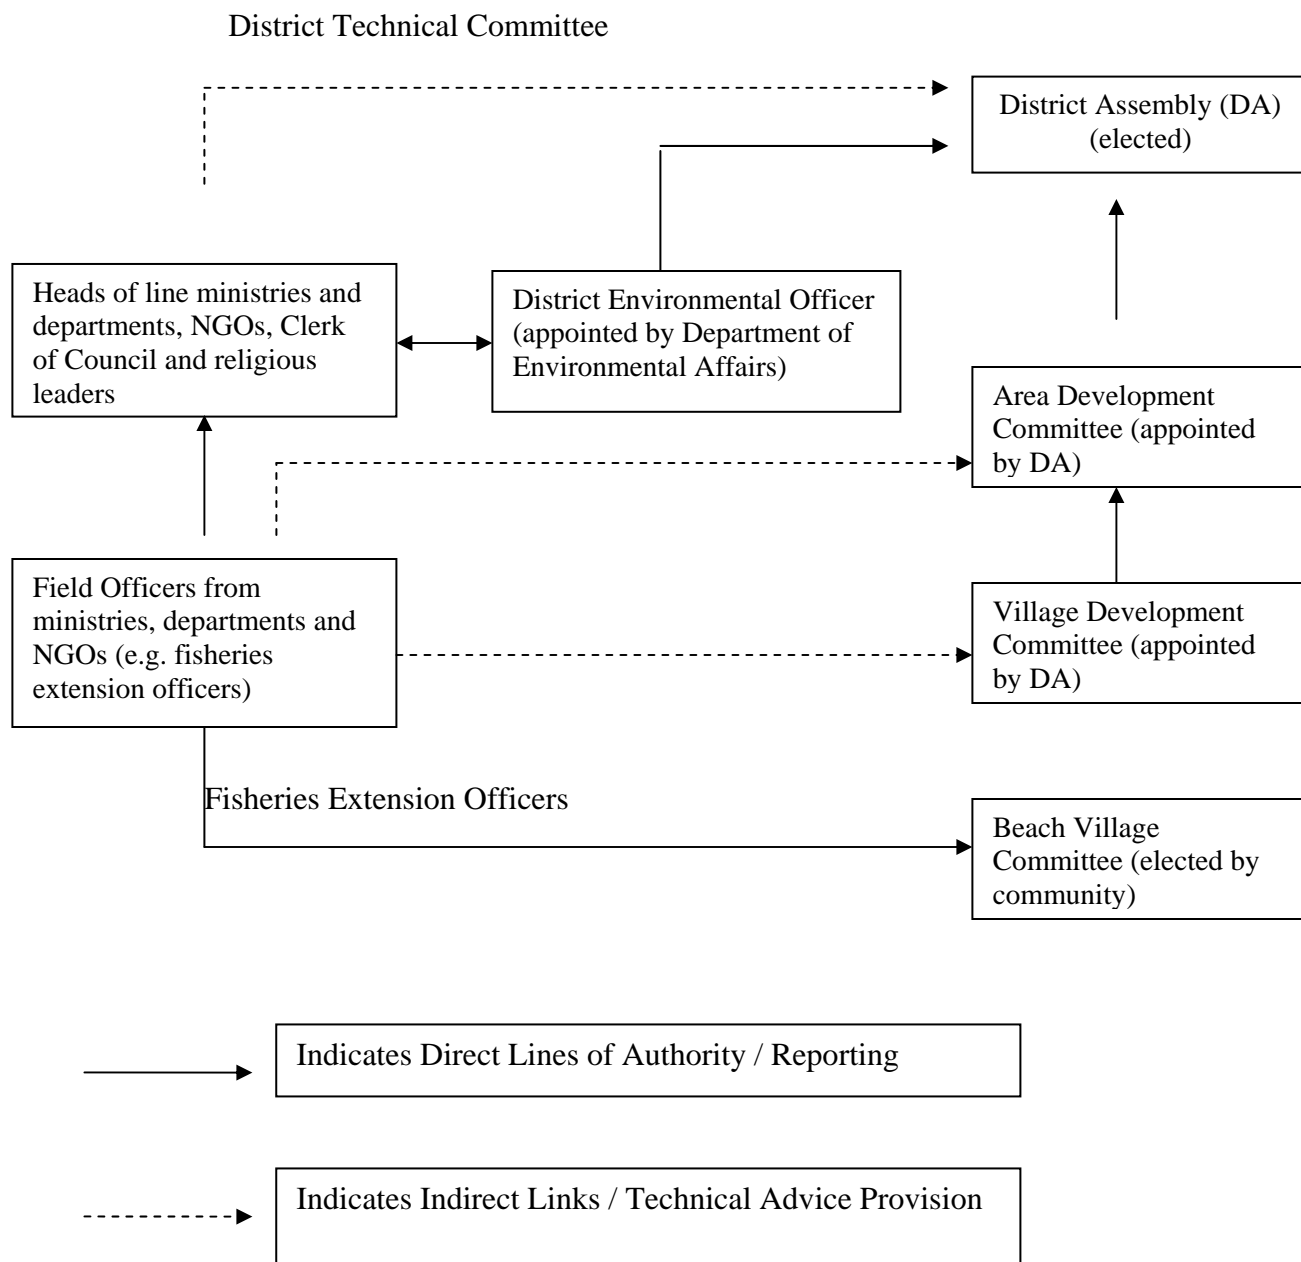 District Technical Committee
District Assembly (DA)
(elected)
Heads of line ministries and
departments, NGOs, Clerk
of Council and religious
leaders
District Environmental Officer
(appointed by Department of
Environmental Affairs)
Area Development
Committee (appointed
by DA)
Field Officers from
ministries, departments and
NGOs (e.g. fisheries
extension officers)
Village Development
Committee (appointed
by DA)
Fisheries Extension Officers
Beach Village
Committee (elected by
community)
Indicates Direct Lines of Authority / Reporting
Indicates Indirect Links / Technical Advice Provision